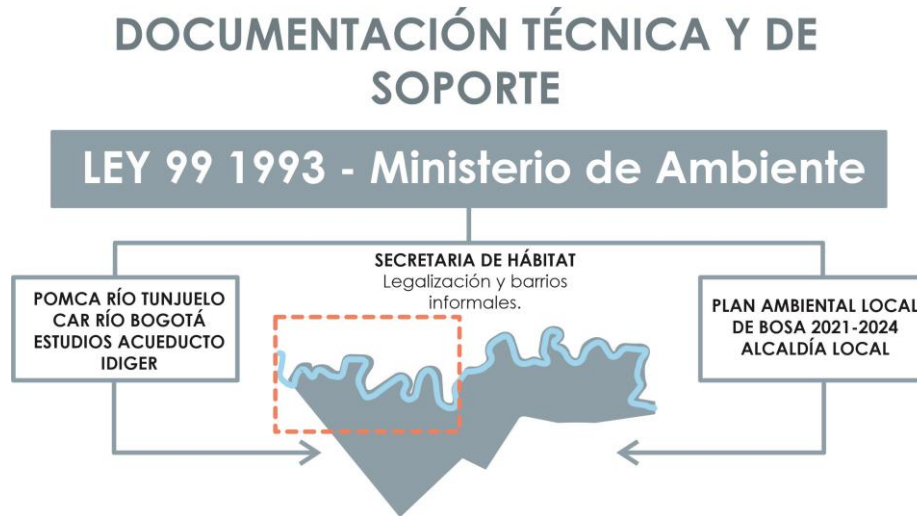 DOCUMENTACIÓN TÉCNICA Y DE
SOPORTE
LEY 99 1993 - Ministerio de Ambiente
SECRETARIA DE HÁBITAT
Legalización y barrios
informales.
POMCA RÍO TUNJUELO
CAR RÍO BOGOTÁ
ESTUDIOS ACUEDUCTO
IDIGER
PLAN AMBIENTAL LOCAL
DE BOSA 2021-2024
ALCALDÍA LOCAL